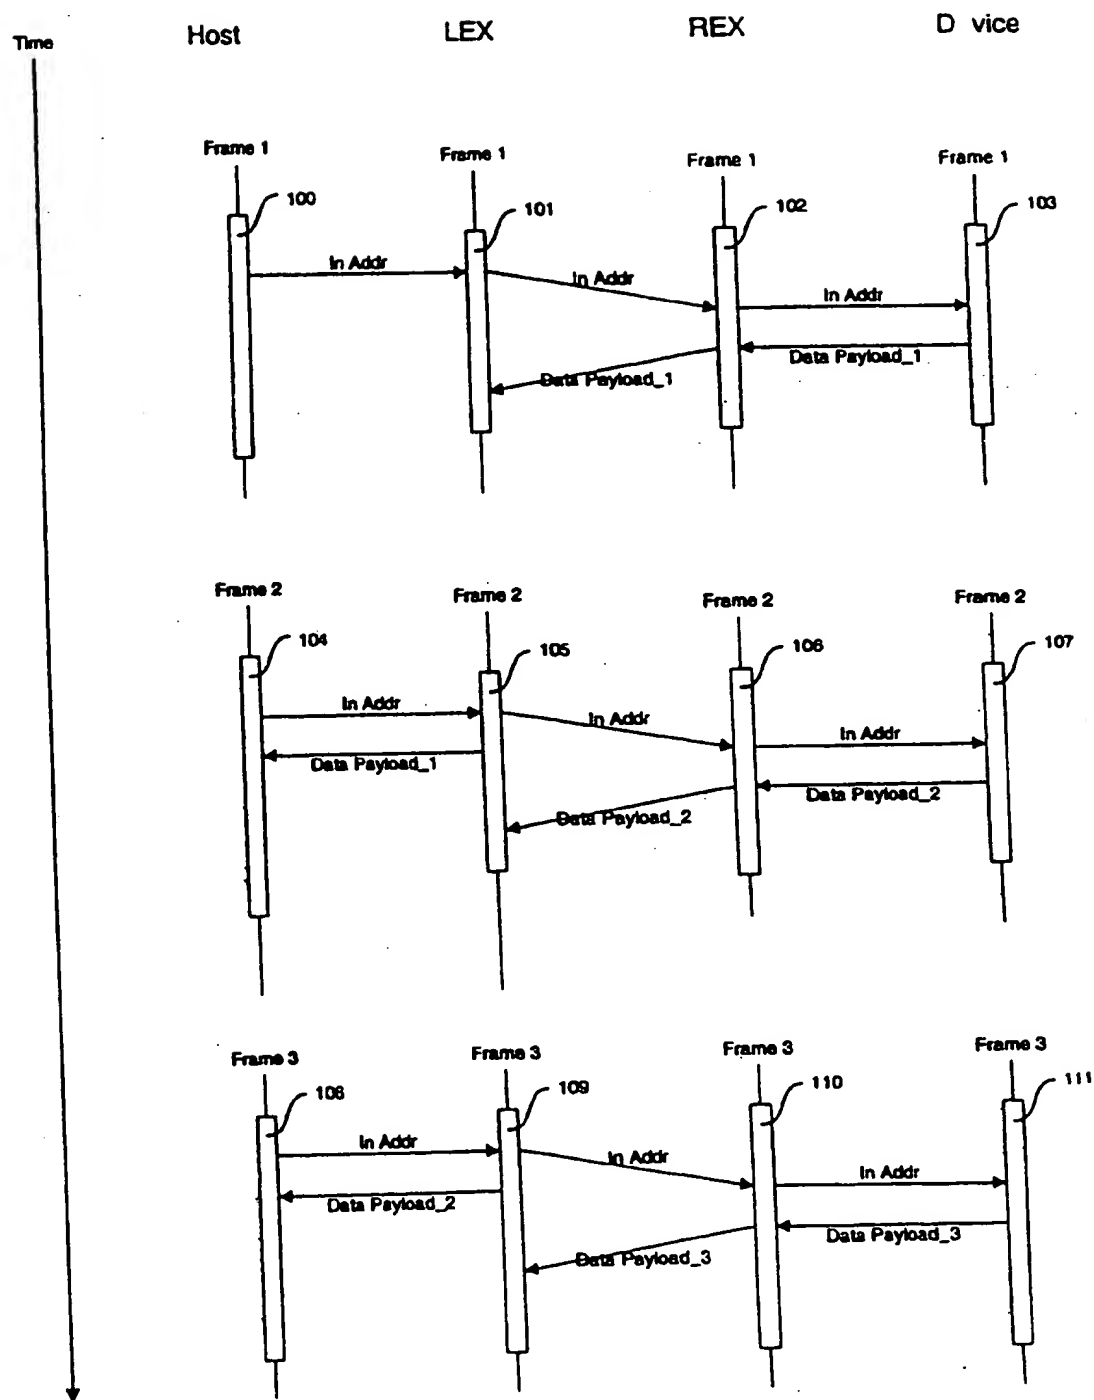 Time
Host
LEX
REX
D vice
Frame 1
Frame 1
Frame 1
Frame 1
100
101
102
103
In Addr
In Addr
In Addr
Data Payload_1
Data Payload_1
Frame 2
Frame 2
Frame 2
Frame 2
104
105
106
107
In Addr
In Addr
In Addr
Data Payload_1
Data Payload_2
Data Payload_2
Frame 3
Frame 3
Frame 3
Frame 3
108
109
110
111
In Addr
In Addr
In Addr
Data Payload_2
Data Payload_3
Data Payload_3